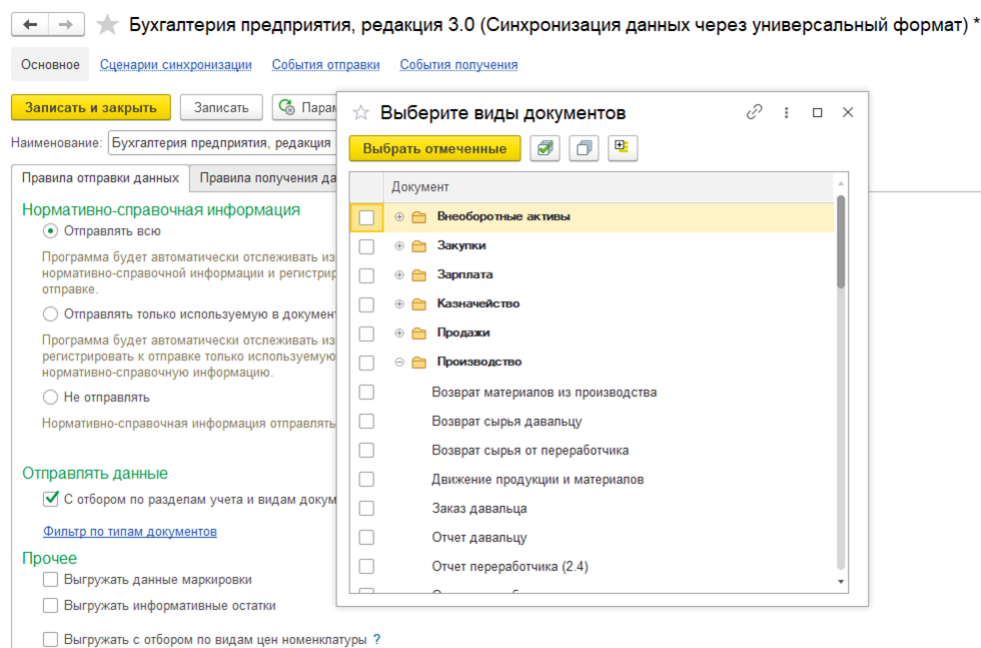 Бухгалтерия предприятия, редакция 3.0 (Синхронизация данных через универсальный формат) *
Основное Сценарии синхронизации События отправки События получения
Записать и закрыть Записать Парам
Наименование: Бухгалтерия предприятия, редакция
Правила отправки данных Правила получения да
Нормативно-справочная информация
Отправлять всю
Программа будет автоматически отслеживать из
нормативно-справочной информации и регистрир
отправке.
Отправлять только используемую в докумен
Программа будет автоматически отслеживать из
регистрировать к отправке только используемую
нормативно-справочную информацию.
Не отправлять
Нормативно-справочная информация отправлять
Отправлять данные
С отбором по разделам учета и видам докум
Фильтр по типам документов
Прочее
Выгружать данные маркировки
Выгружать информативные остатки
Выгружать с отбором по видам цен номенклатуры ?
Выберите виды документов
Выбрать отмеченные
Документ
Внеоборотные активы
Закупки
Зарплата
Казначейство
Продажи
Производство
Возврат материалов из производства
Возврат сырья давальцу
Возврат сырья от переработчика
Движение продукции и материалов
Заказ давальца
Отчет давальцу
Отчет переработчика (2.4)